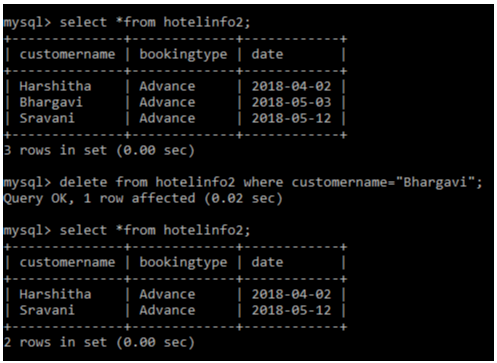 mysql> select *from hotelinfo2;
+--------------+-------------+------------+
| customername | bookingtype | date       |
+--------------+-------------+------------+
| Harshitha    | Advance     | 2018-04-02 |
| Bhargavi     | Advance     | 2018-05-03 |
| Sravani      | Advance     | 2018-05-12 |
+--------------+-------------+------------+
3 rows in set (0.00 sec)
mysql> delete from hotelinfo2 where customername="Bhargavi";
Query OK, 1 row affected (0.02 sec)
mysql> select *from hotelinfo2;
+--------------+-------------+------------+
| customername | bookingtype | date       |
+--------------+-------------+------------+
| Harshitha    | Advance     | 2018-04-02 |
| Sravani      | Advance     | 2018-05-12 |
+--------------+-------------+------------+
2 rows in set (0.00 sec)